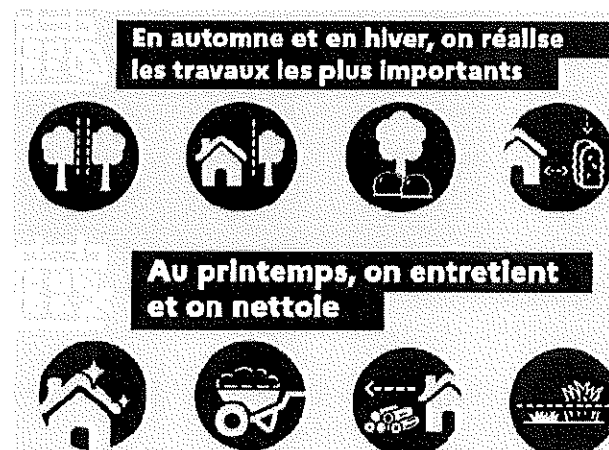 En automne et en hiver, on réalise
les travaux les plus importants
Au printemps, on entretient
et on nettoie